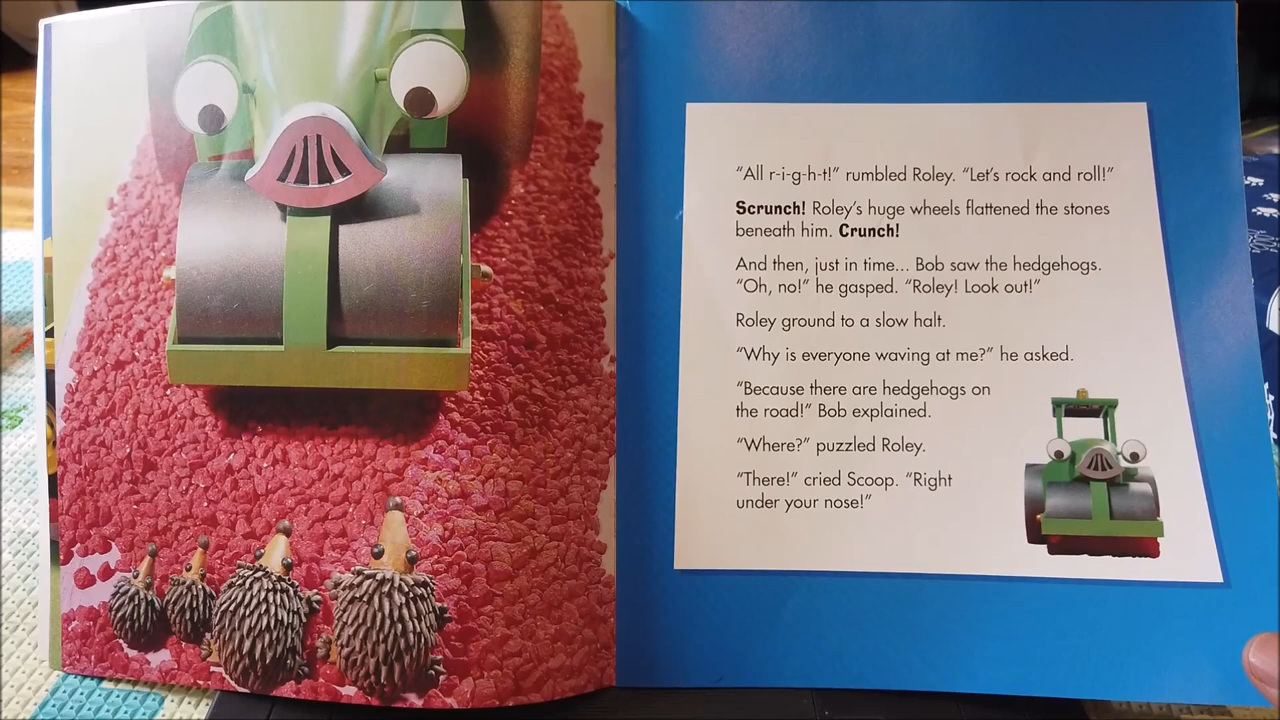 “All r-i-g-h-t!” rumbled Roley. “Let’s rock and roll!”
Scrunch! Roley’s huge wheels flattened the stones
beneath him. Crunch!
And then, just in time... Bob saw the hedgehogs.
“Oh, no!” he gasped. “Roley! Look out!”
Roley ground to a slow halt.
“Why is everyone waving at me?” he asked.
“Because there are hedgehogs on
the road!” Bob explained.
“Where?” puzzled Roley.
“There!” cried Scoop. “Right
under your nose!”